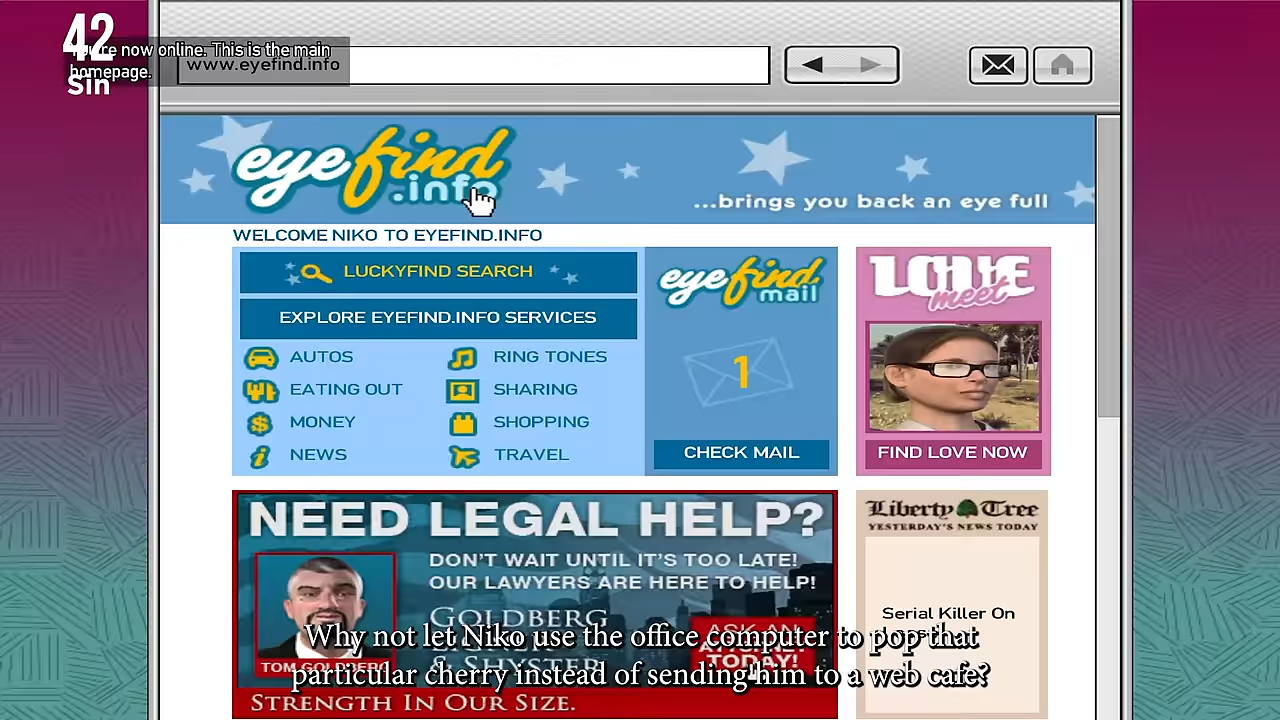 42
sin
You're now online. This is the main
homepage.
www.eyefind.info
eyefind
.info
...brings you back an eye full
WELCOME NIKO TO EYEFIND.INFO
LUCKYFIND SEARCH
EXPLORE EYEFIND.INFO SERVICES
AUTOS
RING TONES
EATING OUT
SHARING
MONEY
SHOPPING
NEWS
TRAVEL
eyefind
mail
1
CHECK MAIL
LOVE
meet
FIND LOVE NOW
NEED LEGAL HELP?
DON'T WAIT UNTIL IT'S TOO LATE!
OUR LAWYERS ARE HERE TO HELP!
GOLDBERG
& SHYSTER
TOM GOLDBERG
ASK AN
ATTORNEY
TODAY!
STRENGTH IN OUR SIZE.
Liberty Tree
YESTERDAY'S NEWS TODAY
Serial Killer On
Why not let Niko use the office computer to pop that
particular cherry instead of sending him to a web cafe?